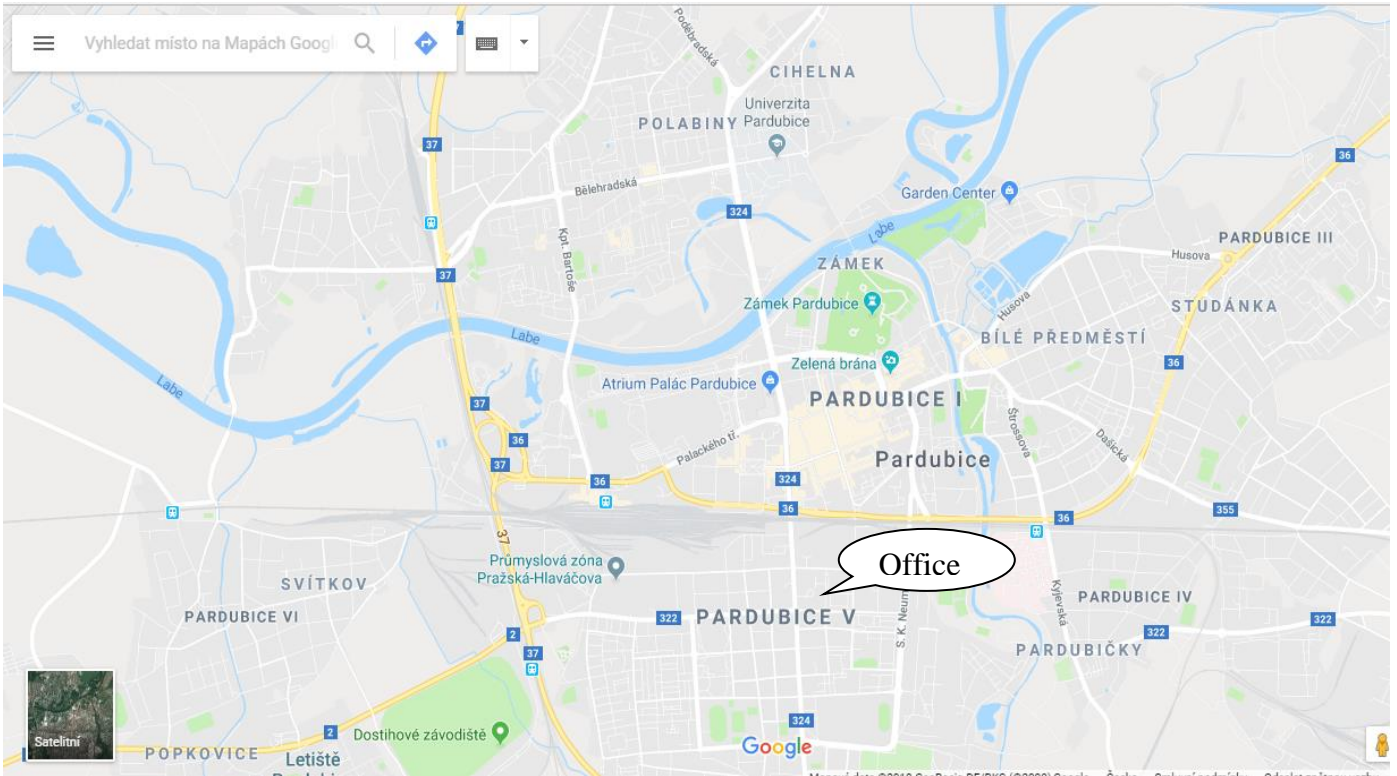 Vyhledat místo na Mapách Googl
Poděbradská
CIHELNA
Univerzita
Pardubice
POLABINY
37
36
Bělehradská
Garden Center
324
Kpt. Bartoše
Labe
PARDUBICE III
Husova
ZÁMEK
37
Zámek Pardubice
Husova
STUDÁNKA
Labe
BÍLÉ PŘEDMĚSTÍ
Zelená brána
36
Labe
Atrium Palác Pardubice
PARDUBICE I
37
Štrossova
Dašická
36
Palackého tř.
Pardubice
37
36
324
36
36
355
37
Office
Průmyslová zóna
Pražská-Hlaváčova
SVÍTKOV
Kyjevská
PARDUBICE IV
PARDUBICE VI
322
PARDUBICE V
S. K. Neum
322
322
2
37
PARDUBIČKY
Satelitní
2
Dostihové závodiště
324
POPKOVICE
Letiště
Google